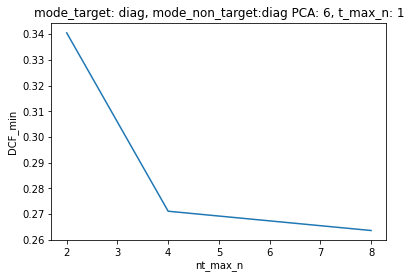 mode_target: diag, mode_non_target:diag PCA: 6, t_max_n: 1
0.34
0.33
0.32
0.31
0.30
0.29
0.28
0.27
0.26
DCF_min
2 3 4 5 6 7 8
nt_max_n